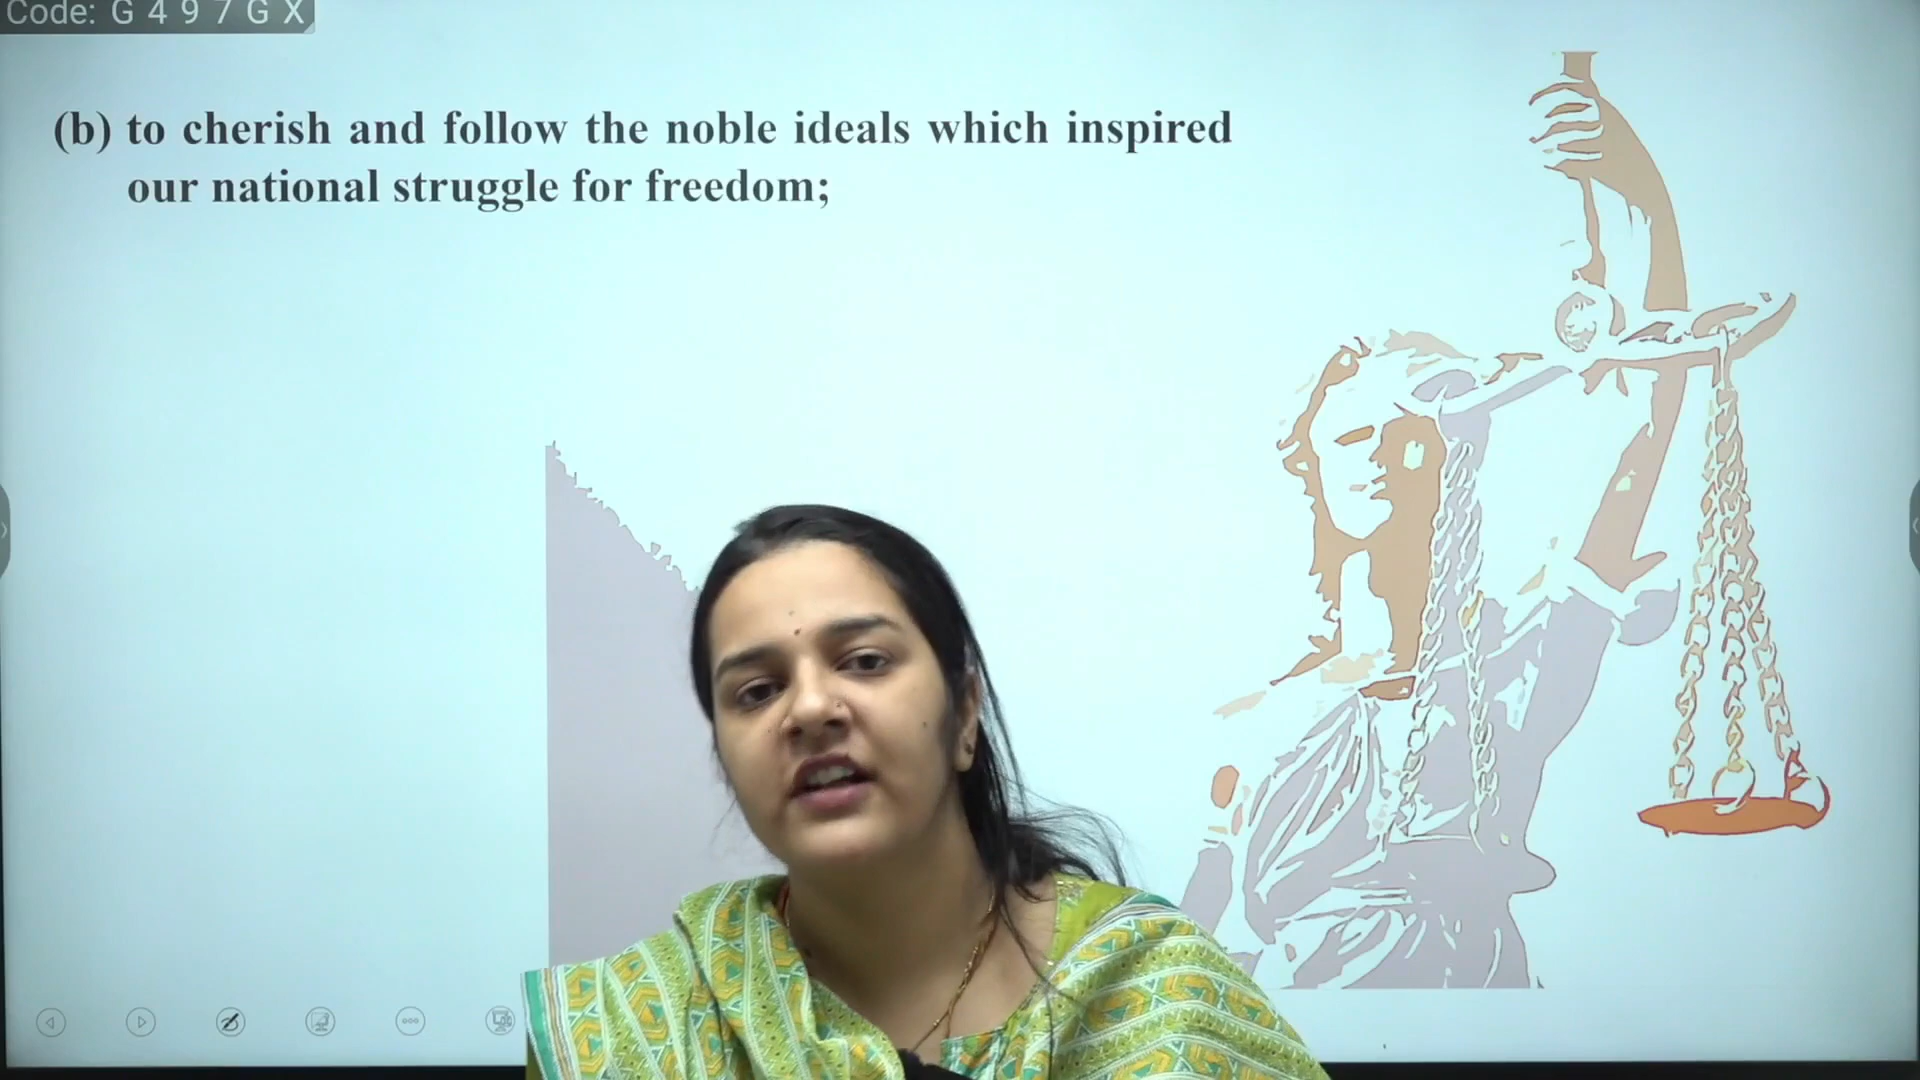 Code: G 4 9 7 G X
(b) to cherish and follow the noble ideals which inspired
our national struggle for freedom;